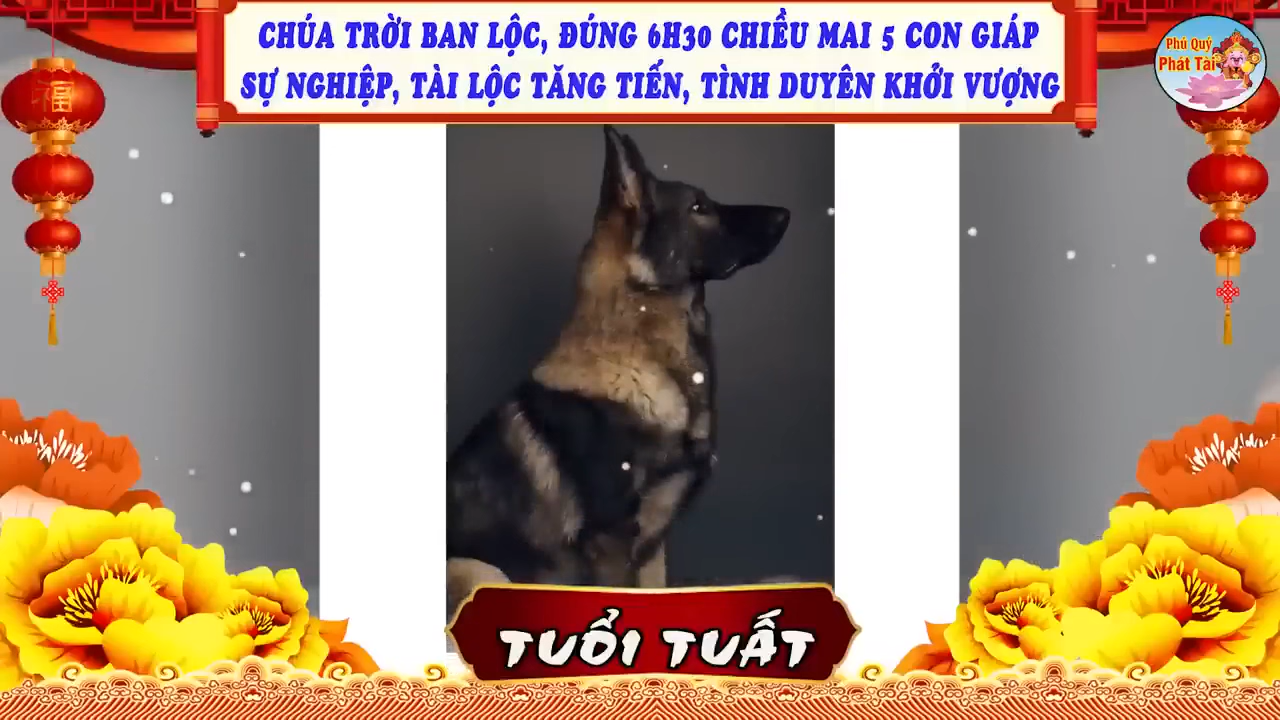 CHÚA TRỜI BAN LỘC, ĐÚNG 6H30 CHIỀU MAI 5 CON GIÁP
SỰ NGHIỆP, TÀI LỘC TĂNG TIẾN, TÌNH DUYÊN KHỞI VƯỢNG
Phú Quý
Phát Tài
福
TUỔI TUẤT